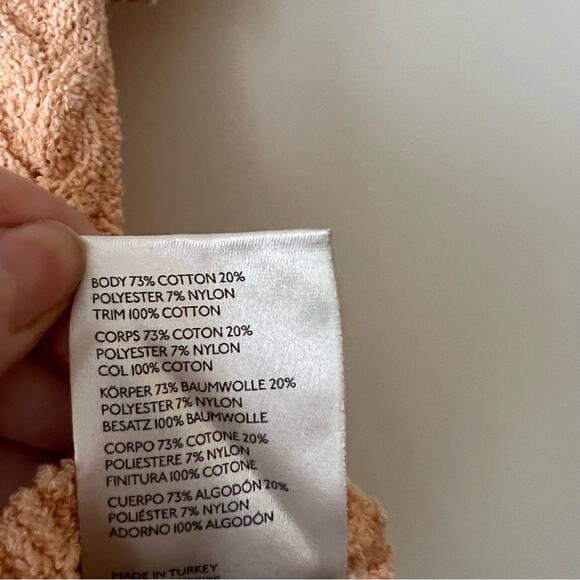 BODY 73% COTTON 20%
POLYESTER 7% NYLON
TRIM 100% COTTON
CORPS 73% COTON 20%
POLYESTER 7% NYLON
COL 100% COTON
KÖRPER 73% BAUMWOLLE 20%
POLYESTER 7% NYLON
BESATZ 100% BAUMWOLLE
CORPO 73% COTONE 20%
POLIESTERE 7% NYLON
FINITURA 100% COTONE
CUERPO 73% ALGODÓN 20%
POLIÉSTER 7% NYLON
ADORNO 100% ALGODÓN
MADE IN TURKEY